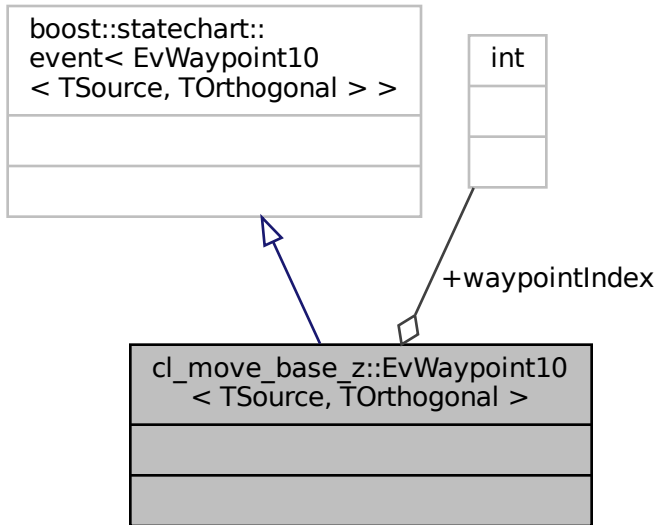 boost::statechart::
event< EvWaypoint10
< TSource, TOrthogonal > >
int
+waypointIndex
cl_move_base_z::EvWaypoint10
< TSource, TOrthogonal >